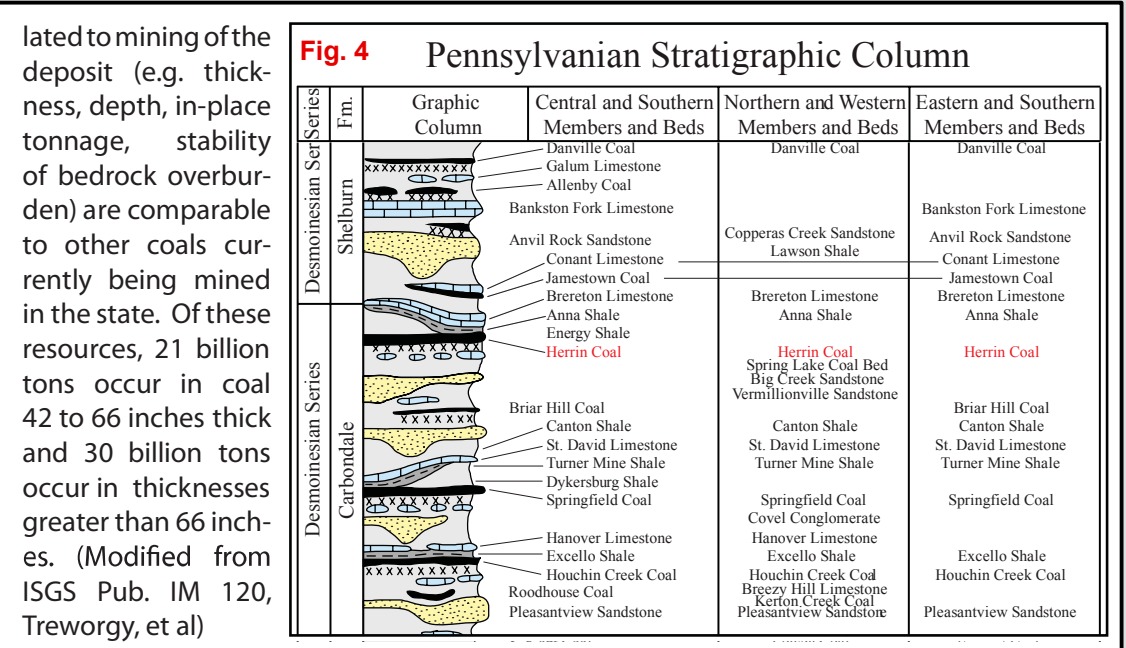 lated to mining of the
deposit (e.g. thick-
ness, depth, in-place
tonnage, stability
of bedrock overbur-
den) are comparable
to other coals cur-
rently being mined
in the state. Of these
resources, 21 billion
tons occur in coal
42 to 66 inches thick
and 30 billion tons
occur in thicknesses
greater than 66 inch-
es. (Modified from
ISGS Pub. IM 120,
Treworgy, et al)
Fig. 4
Pennsylvanian Stratigraphic Column
Series
Fm.
Graphic
Column
Central and Southern
Members and Beds
Northern and Western
Members and Beds
Eastern and Southern
Members and Beds
Desmoinesian Series
Shelburn
Desmoinesian Series
Carbondale
Danville Coal
Galum Limestone
Allenby Coal
Bankston Fork Limestone
Anvil Rock Sandstone
Conant Limestone
Jamestown Coal
Brereton Limestone
Anna Shale
Energy Shale
Herrin Coal
Briar Hill Coal
Canton Shale
St. David Limestone
Turner Mine Shale
Dykersburg Shale
Springfield Coal
Hanover Limestone
Excello Shale
Houchin Creek Coal
Roodhouse Coal
Pleasantview Sandstone
Danville Coal
Copperas Creek Sandstone
Lawson Shale
Brereton Limestone
Anna Shale
Herrin Coal
Spring Lake Coal Bed
Big Creek Sandstone
Vermillionville Sandstone
Canton Shale
St. David Limestone
Turner Mine Shale
Springfield Coal
Covel Conglomerate
Hanover Limestone
Excello Shale
Houchin Creek Coal
Breezy Hill Limestone
Kerton Creek Coal
Pleasantview Sandstone
Danville Coal
Bankston Fork Limestone
Anvil Rock Sandstone
Conant Limestone
Jamestown Coal
Brereton Limestone
Anna Shale
Herrin Coal
Briar Hill Coal
Canton Shale
St. David Limestone
Turner Mine Shale
Springfield Coal
Excello Shale
Houchin Creek Coal
Pleasantview Sandstone